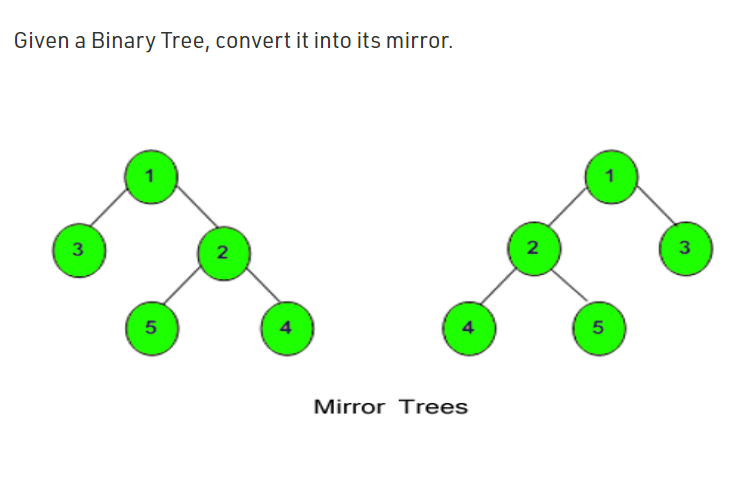 Given a Binary Tree, convert it into its mirror.
1 1
3 2 2 3
5 4 4 5
Mirror Trees